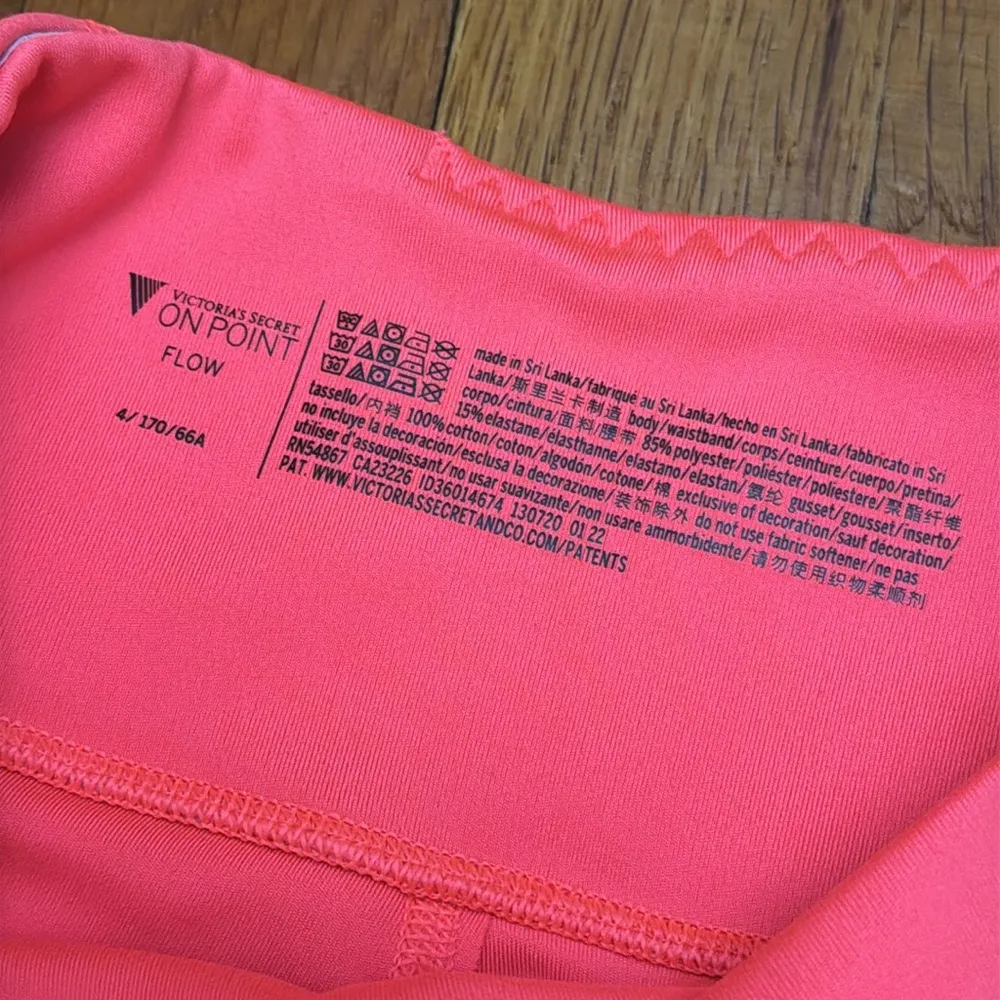 VICTORIA'S SECRET
ON POINT
FLOW
4/170/66A
30
30
made in Sri Lanka/fabriqué au Sri Lanka/hecho en Sri Lanka/fabbricato in Sri
Lanka/斯里兰卡制造 body/waistband/corps/ceinture/cuerpo/pretina/
corpo/cintura/面料/腰带 85% polyester/poliéster/poliestere/聚酯纤维
15% elastane/élasthanne/elastano/elastan/氨纶 gusset/gousset/inserto/
tassello/内裆 100% cotton/coton/algodón/cotone/棉 exclusive of decoration/sauf décoration/
no incluye la decoración/esclusa la decorazione/装饰除外 do not use fabric softener/ne pas
utiliser d'assouplissant/no usar suavizante/non usare ammorbidente/请勿使用织物柔顺剂
RN54867 CA23226 ID36014674 130720 01 22
PAT. WWW.VICTORIASSECRETANDCO.COM/PATENTS